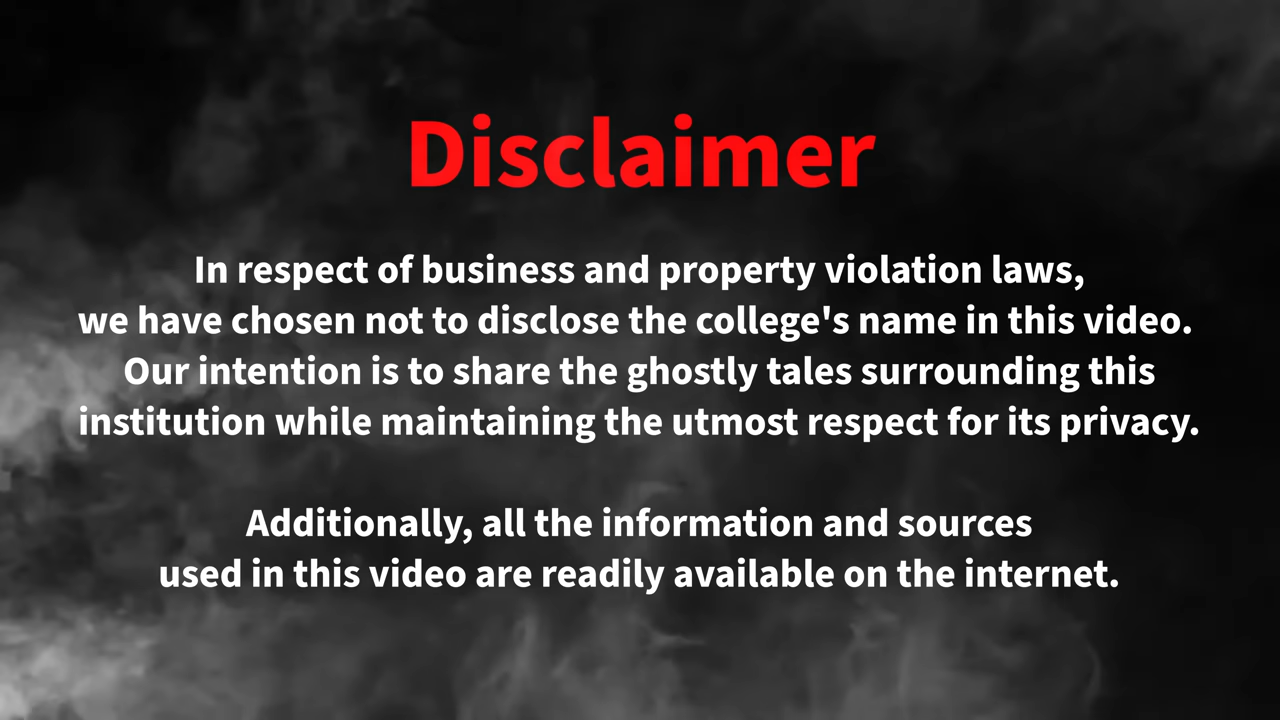 Disclaimer
In respect of business and property violation laws,
we have chosen not to disclose the college's name in this video.
Our intention is to share the ghostly tales surrounding this
institution while maintaining the utmost respect for its privacy.
Additionally, all the information and sources
used in this video are readily available on the internet.